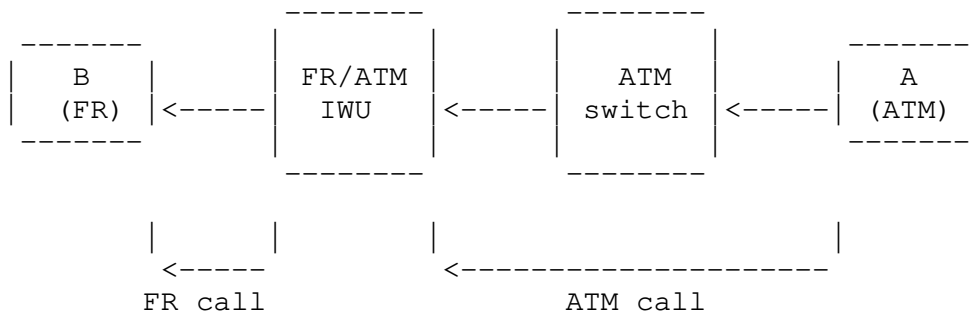 B FR/ATM ATM A
(FR) IWU switch (ATM)
FR call ATM call